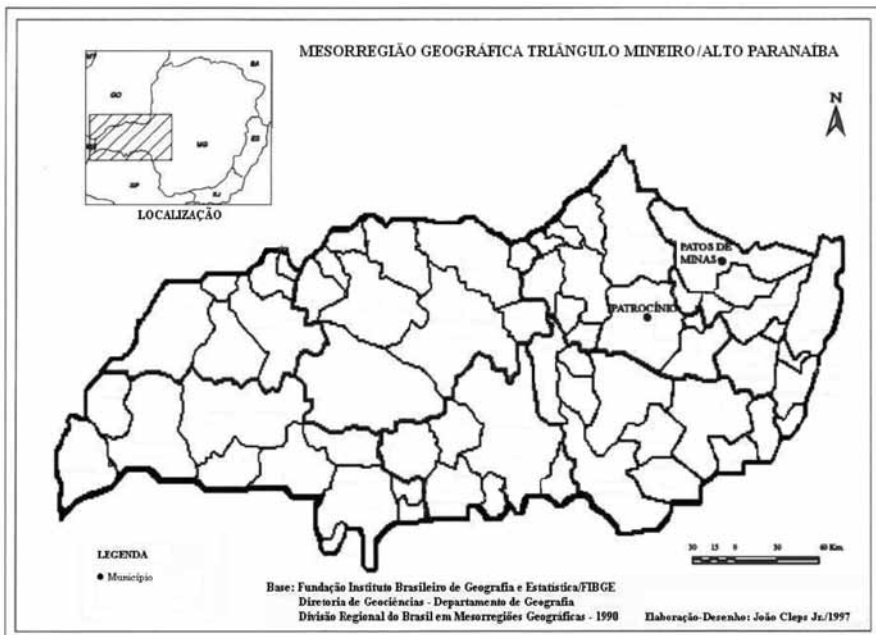 MESORREGIÃO GEOGRÁFICA TRIÂNGULO MINEIRO/ALTO PARANAÍBA
MT
BA
GO
MS
MG
ES
SP
RJ
LOCALIZAÇÃO
N
PATOS DE
MINAS
PATROCÍNIO
LEGENDA
Município
30 15 0 30 60 Km.
Base: Fundação Instituto Brasileiro de Geografia e Estatística/FIBGE
Diretoria de Geociências - Departamento de Geografia
Divisão Regional do Brasil em Mesorregiões Geográficas - 1990
Elaboração-Desenho: João Cleps Jr./1997